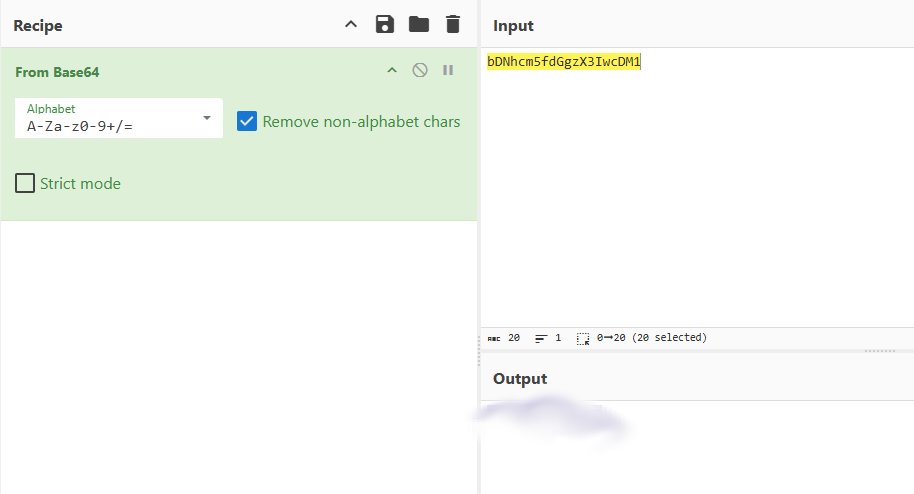 Recipe
From Base64
Alphabet
A-Za-z0-9+/=
Remove non-alphabet chars
Strict mode
Input
bDNhcm5fdGgzX3IwcDM1
ABC 20 1 0→20 (20 selected)
Output